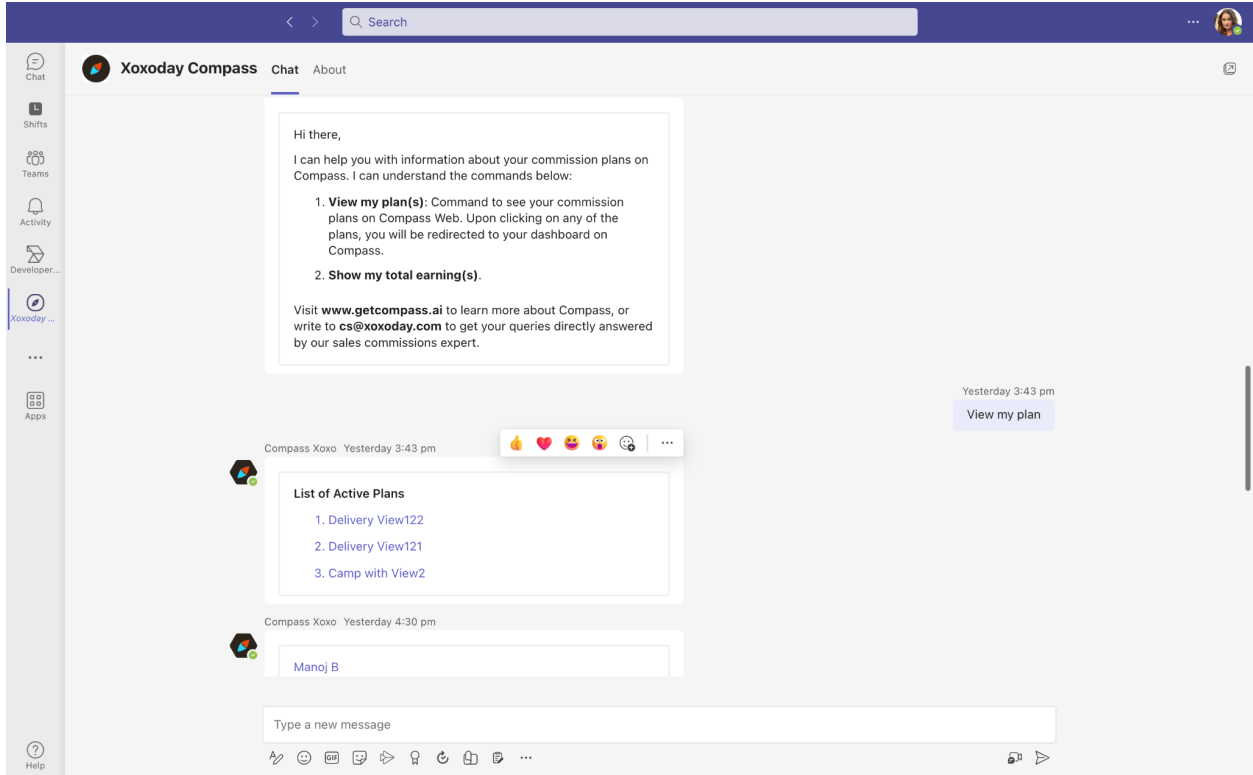 Search
Chat
Shifts
Teams
Activity
Developer...
Xoxoday ...
Apps
Help
Xoxoday Compass Chat About
Hi there,
I can help you with information about your commission plans on
Compass. I can understand the commands below:
1. View my plan(s): Command to see your commission
plans on Compass Web. Upon clicking on any of the
plans, you will be redirected to your dashboard on
Compass.
2. Show my total earning(s).
Visit www.getcompass.ai to learn more about Compass, or
write to cs@xoxoday.com to get your queries directly answered
by our sales commissions expert.
Yesterday 3:43 pm
View my plan
Compass Xoxo Yesterday 3:43 pm
List of Active Plans
1. Delivery View122
2. Delivery View121
3. Camp with View2
Compass Xoxo Yesterday 4:30 pm
Manoj B
Type a new message
GIF